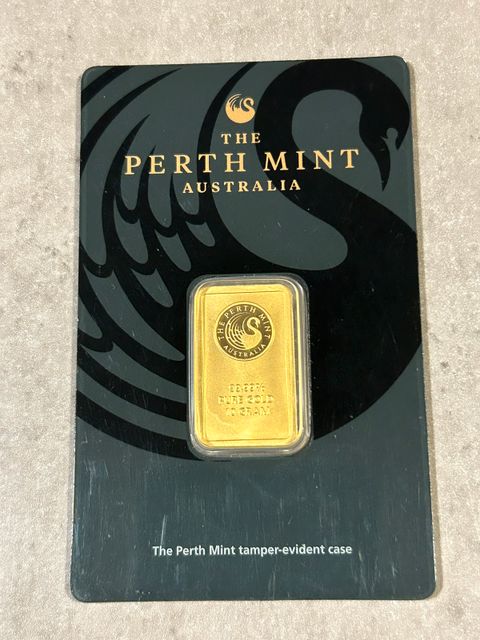 THE
PERTH MINT
AUSTRALIA
THE PERTH MINT
AUSTRALIA
99.99%
PURE GOLD
10 GRAM
The Perth Mint tamper-evident case